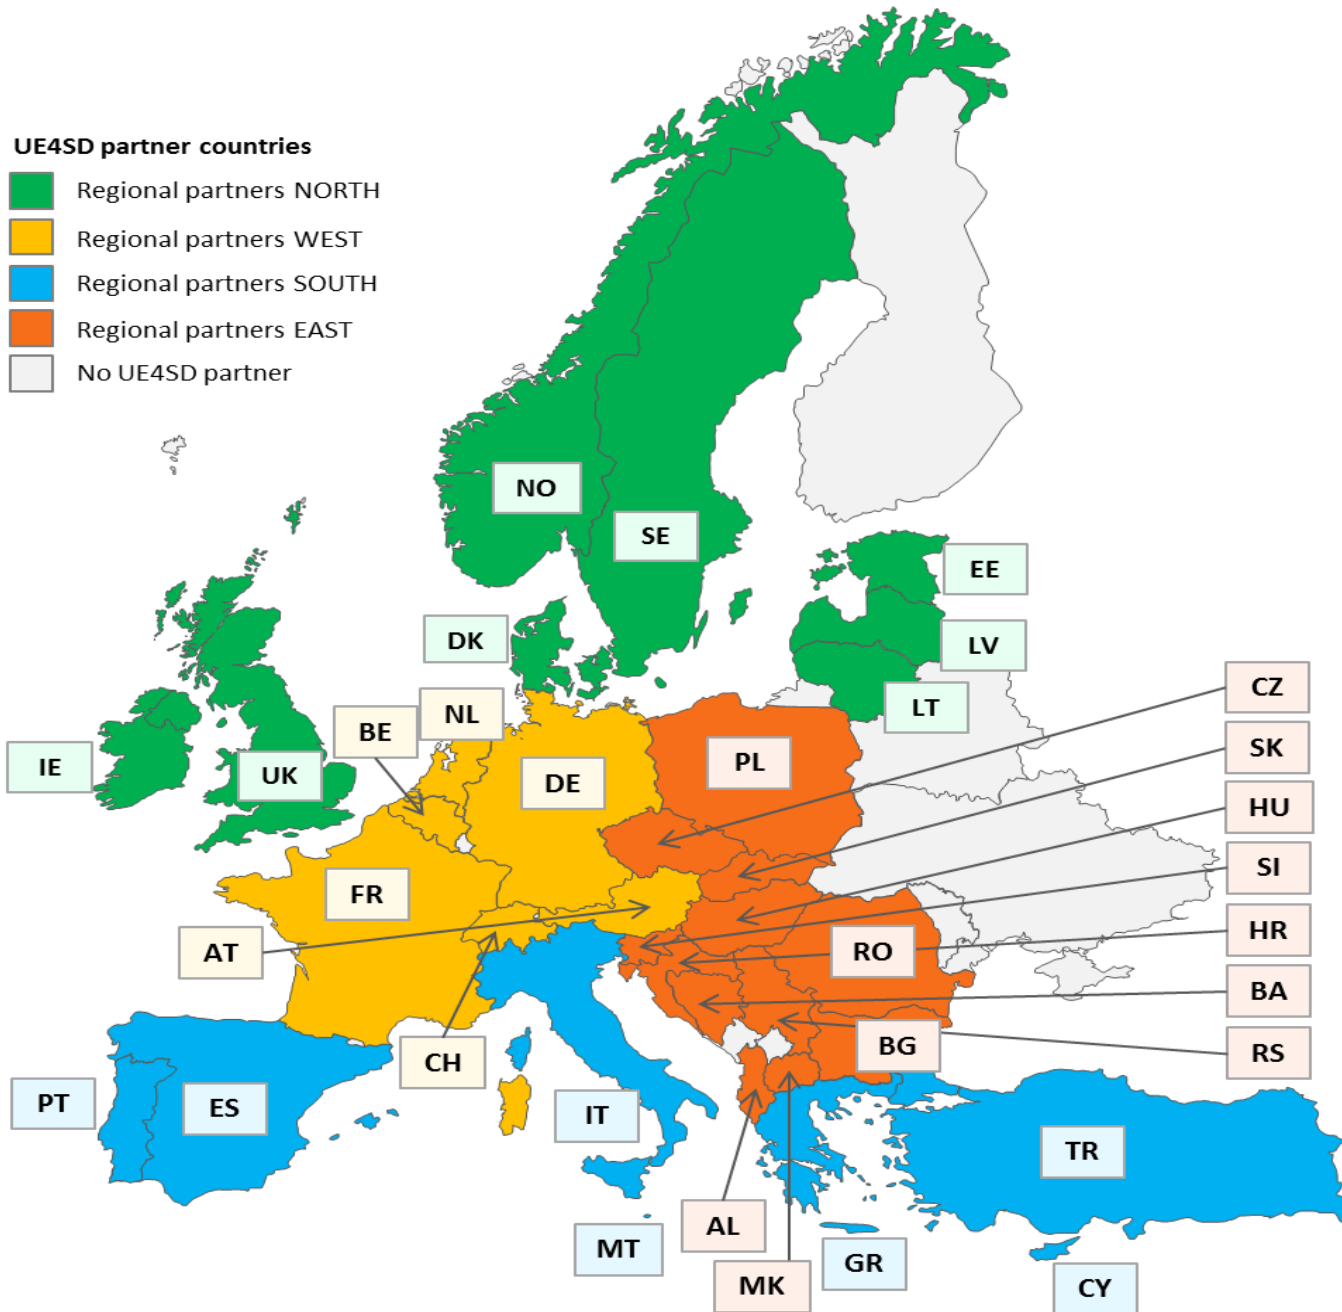 UE4SD partner countries
Regional partners NORTH
Regional partners WEST
Regional partners SOUTH
Regional partners EAST
No UE4SD partner
NO
SE
EE
DK
LV
CZ
NL
LT
BE
SK
PL
IE
UK
DE
HU
SI
FR
HR
AT
RO
BA
BG
RS
CH
PT
ES
IT
TR
AL
MT
GR
MK
CY